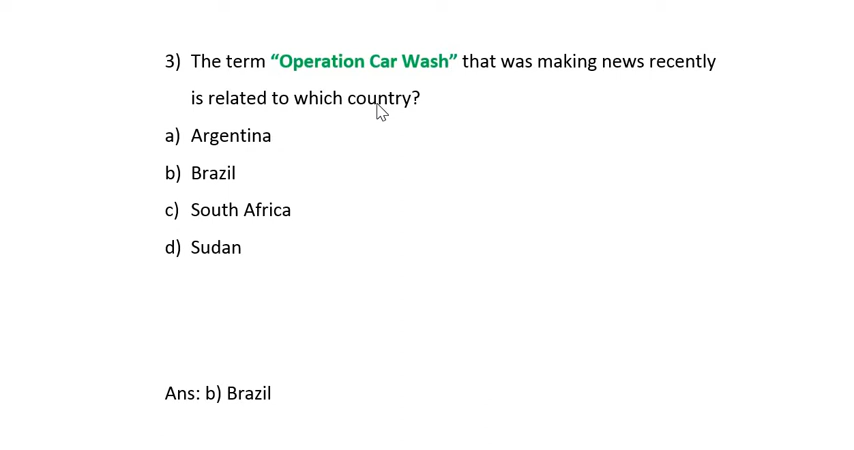 3) The term “Operation Car Wash” that was making news recently
is related to which country?
a) Argentina
b) Brazil
c) South Africa
d) Sudan
Ans: b) Brazil